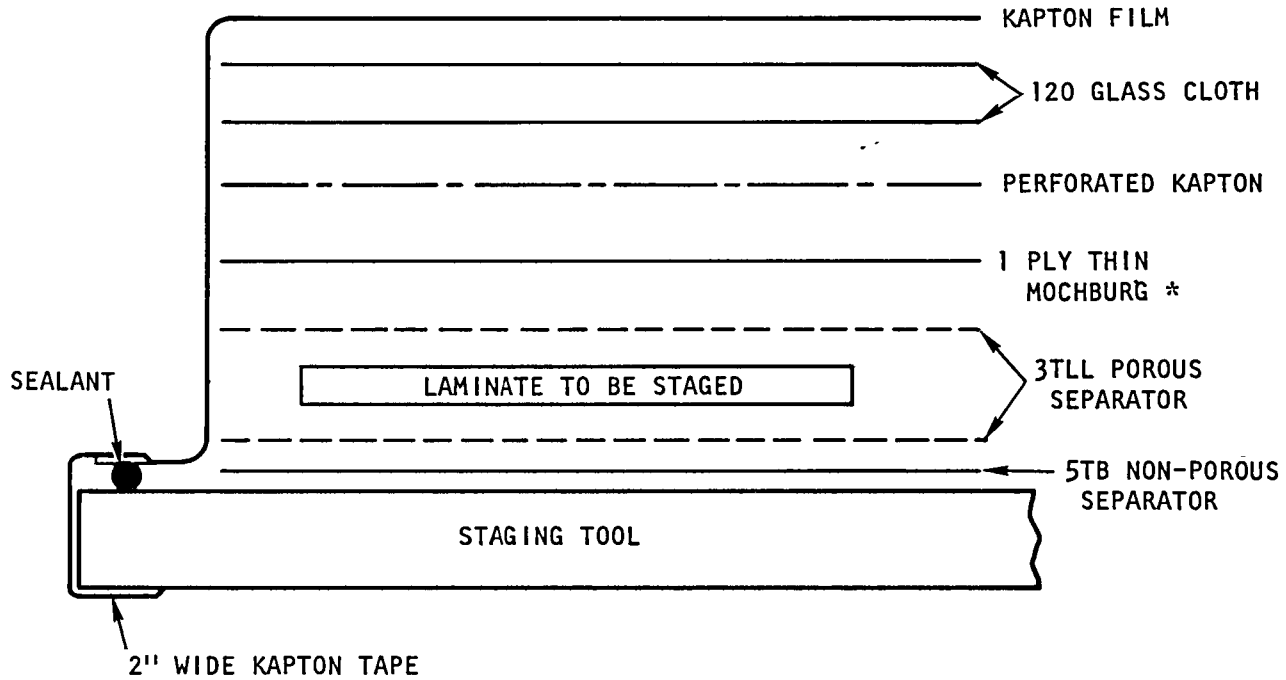 KAPTON FILM
120 GLASS CLOTH
PERFORATED KAPTON
1 PLY THIN
MOCHBURG *
3TLL POROUS
SEPARATOR
SEALANT
LAMINATE TO BE STAGED
5TB NON-POROUS
SEPARATOR
STAGING TOOL
2" WIDE KAPTON TAPE